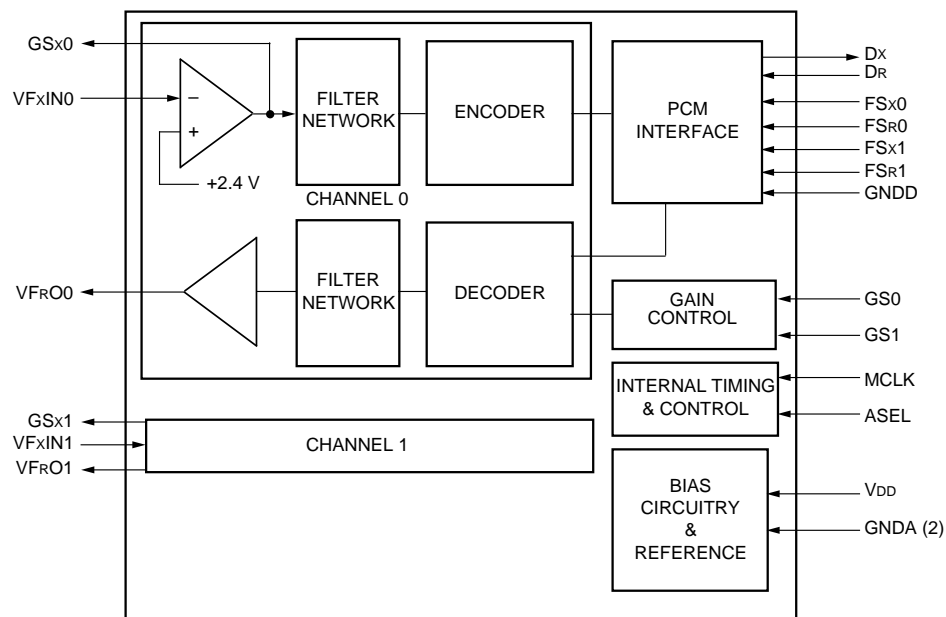 GSX0
VFXIN0
−
+
+2.4 V
FILTER
NETWORK
ENCODER
CHANNEL 0
PCM
INTERFACE
DX
DR
FSX0
FSR0
FSX1
FSR1
GNDD
VFRO0
FILTER
NETWORK
DECODER
GAIN
CONTROL
GS0
GS1
INTERNAL TIMING
& CONTROL
MCLK
ASEL
GSX1
VFXIN1
VFRO1
CHANNEL 1
BIAS
CIRCUITRY
&
REFERENCE
VDD
GNDA (2)